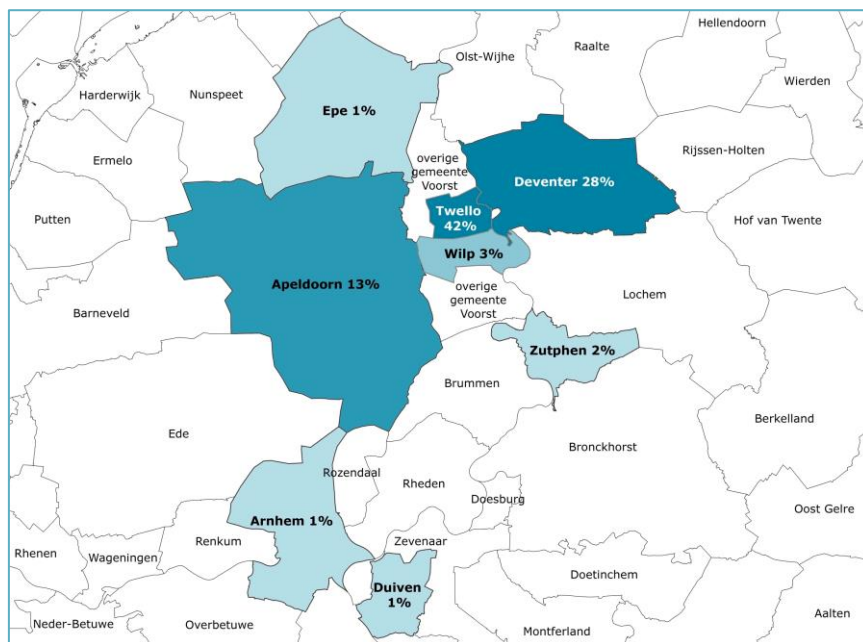 Hellendoorn
Olst-Wijhe
Raalte
Wierden
Harderwijk
Nunspeet
Epe 1%
Ermelo
overige
gemeente
Voorst
Rijssen-Holten
Deventer 28%
Putten
Twello
42%
Hof van Twente
Wilp 3%
Apeldoorn 13%
overige
gemeente
Voorst
Lochem
Barneveld
Zutphen 2%
Brummen
Berkelland
Ede
Bronckhorst
Rozendaal
Rheden
Doesburg
Oost Gelre
Arnhem 1%
Renkum
Zevenaar
Rhenen
Wageningen
Doetinchem
Duiven
1%
Neder-Betuwe
Overbetuwe
Montferland
Aalten